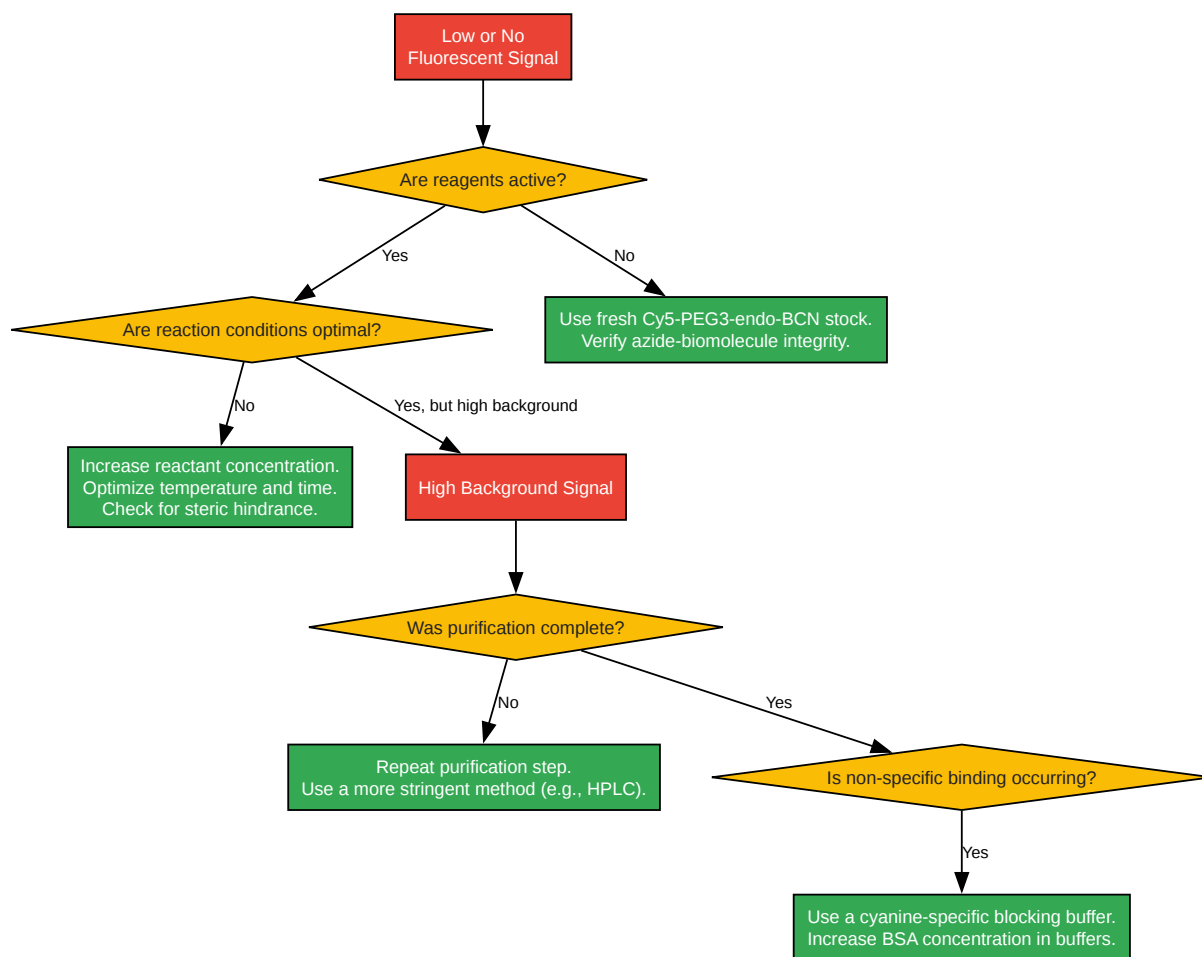 Low or No
Fluorescent Signal
Are reagents active?
Yes
No
Are reaction conditions optimal?
Use fresh Cy5-PEG3-endo-BCN stock.
Verify azide-biomolecule integrity.
No
Yes, but high background
Increase reactant concentration.
Optimize temperature and time.
Check for steric hindrance.
High Background Signal
Was purification complete?
No
Yes
Repeat purification step.
Use a more stringent method (e.g., HPLC).
Is non-specific binding occurring?
Yes
Use a cyanine-specific blocking buffer.
Increase BSA concentration in buffers.